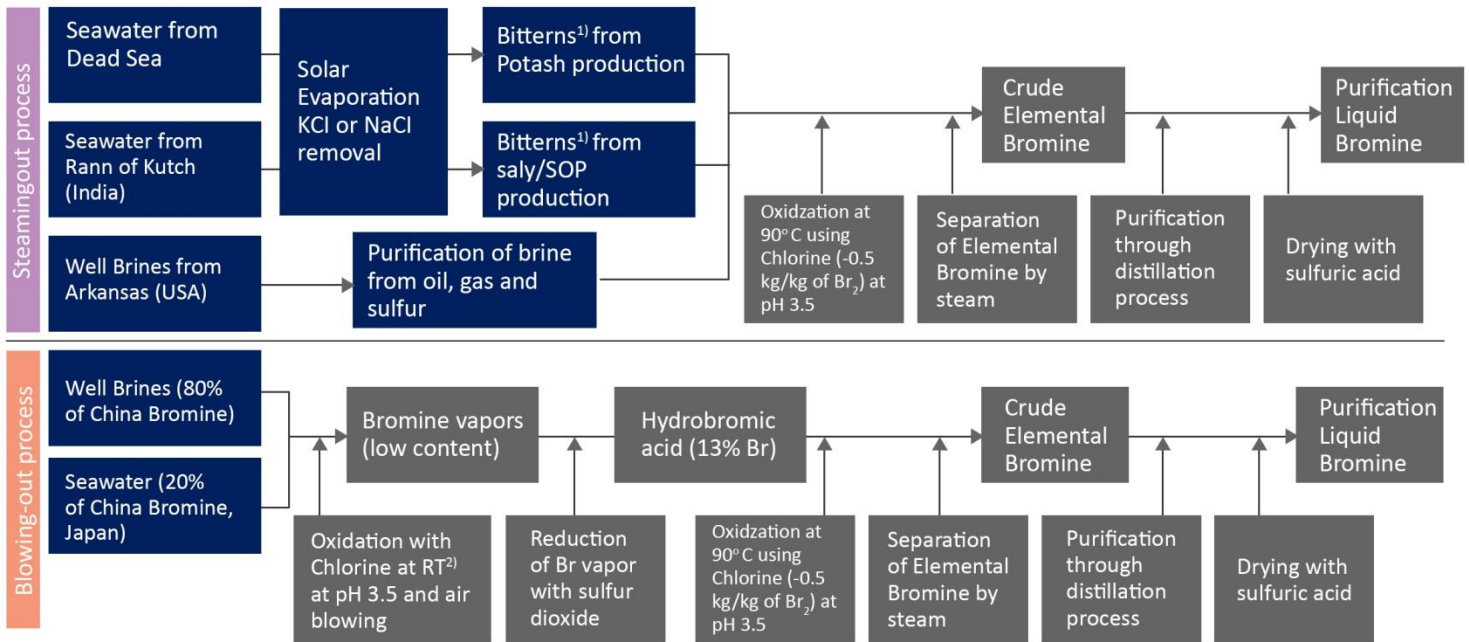 Steamingout process
Seawater from
Dead Sea
Seawater from
Rann of Kutch
(India)
Well Brines from
Arkansas (USA)
Solar
Evaporation
KCl or NaCl
removal
Bitterns¹⁾ from
Potash production
Bitterns¹⁾ from
saly/SOP
production
Purification of brine
from oil, gas and
sulfur
Oxidzation at
90° C using
Chlorine (-0.5
kg/kg of Br₂) at
pH 3.5
Separation
of Elemental
Bromine by
steam
Crude
Elemental
Bromine
Purification
through
distillation
process
Drying with
sulfuric acid
Purification
Liquid
Bromine
Blowing-out process
Well Brines (80%
of China Bromine)
Seawater (20%
of China Bromine,
Japan)
Oxidation with
Chlorine at RT²⁾
at pH 3.5 and air
blowing
Bromine vapors
(low content)
Reduction
of Br vapor
with sulfur
dioxide
Hydrobromic
acid (13% Br)
Oxidzation at
90° C using
Chlorine (-0.5
kg/kg of Br₂) at
pH 3.5
Separation
of Elemental
Bromine by
steam
Crude
Elemental
Bromine
Purification
through
distillation
process
Drying with
sulfuric acid
Purification
Liquid
Bromine